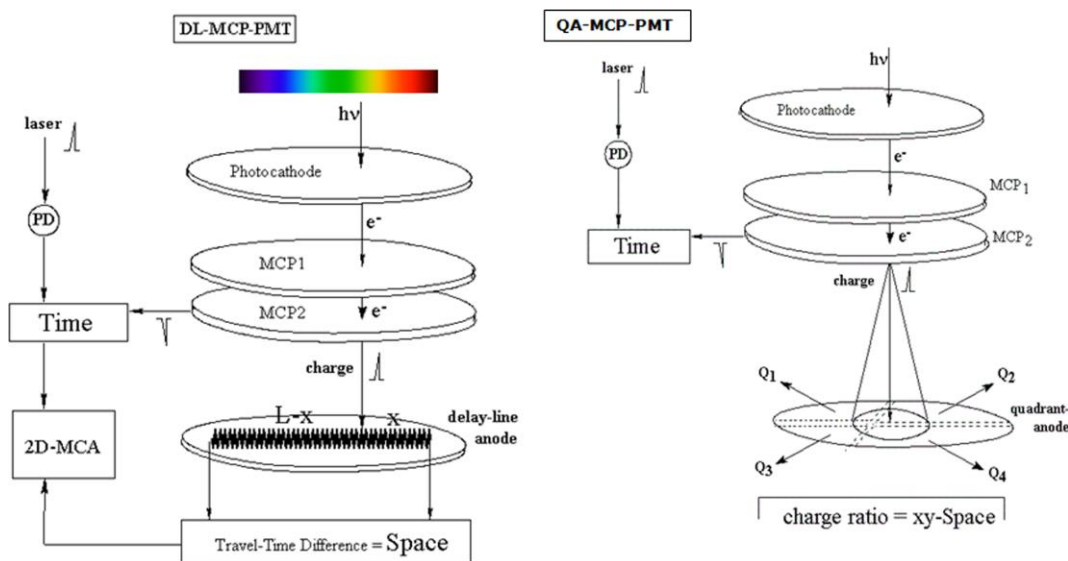 DL-MCP-PMT
hν
laser
Photocathode
PD
e⁻
MCP1
MCP2
e⁻
Time
charge
L-x
x
delay-line
anode
2D-MCA
Travel-Time Difference = Space
QA-MCP-PMT
hν
laser
Photocathode
PD
e⁻
MCP₁
e⁻
MCP₂
Time
charge
Q₁
Q₂
quadrant-
anode
Q₃
Q₄
charge ratio = xy-Space